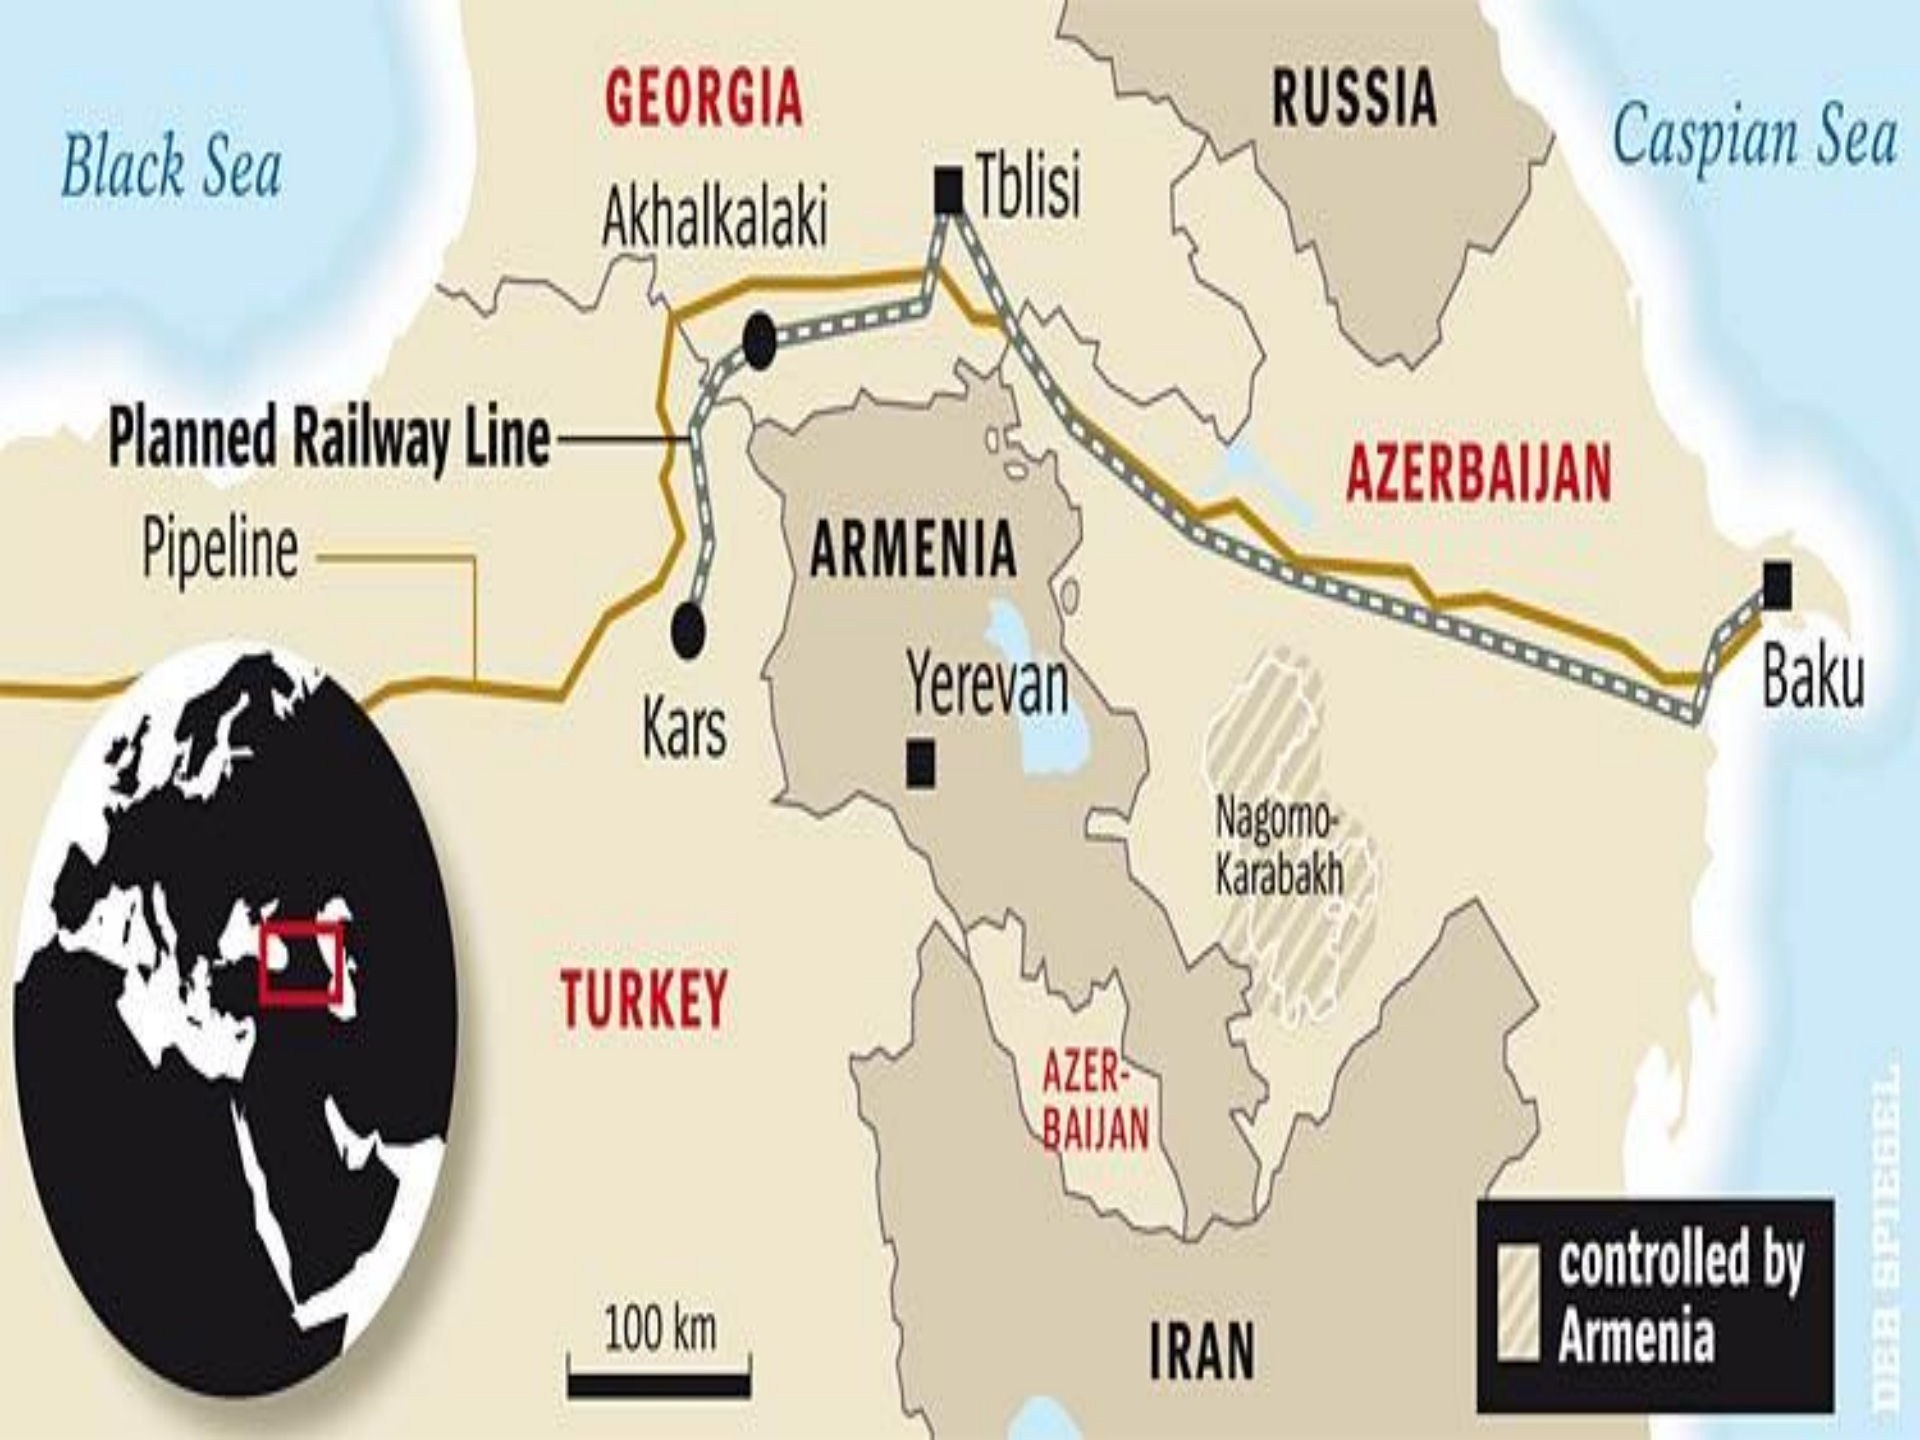 GEORGIA
RUSSIA
Black Sea
Caspian Sea
Akhalkalaki
Tblisi
Planned Railway Line
Pipeline
AZERBAIJAN
ARMENIA
Yerevan
Kars
Baku
Nagorno-
Karabakh
TURKEY
AZER-
BAIJAN
100 km
IRAN
controlled by
Armenia
DER SPIEGEL